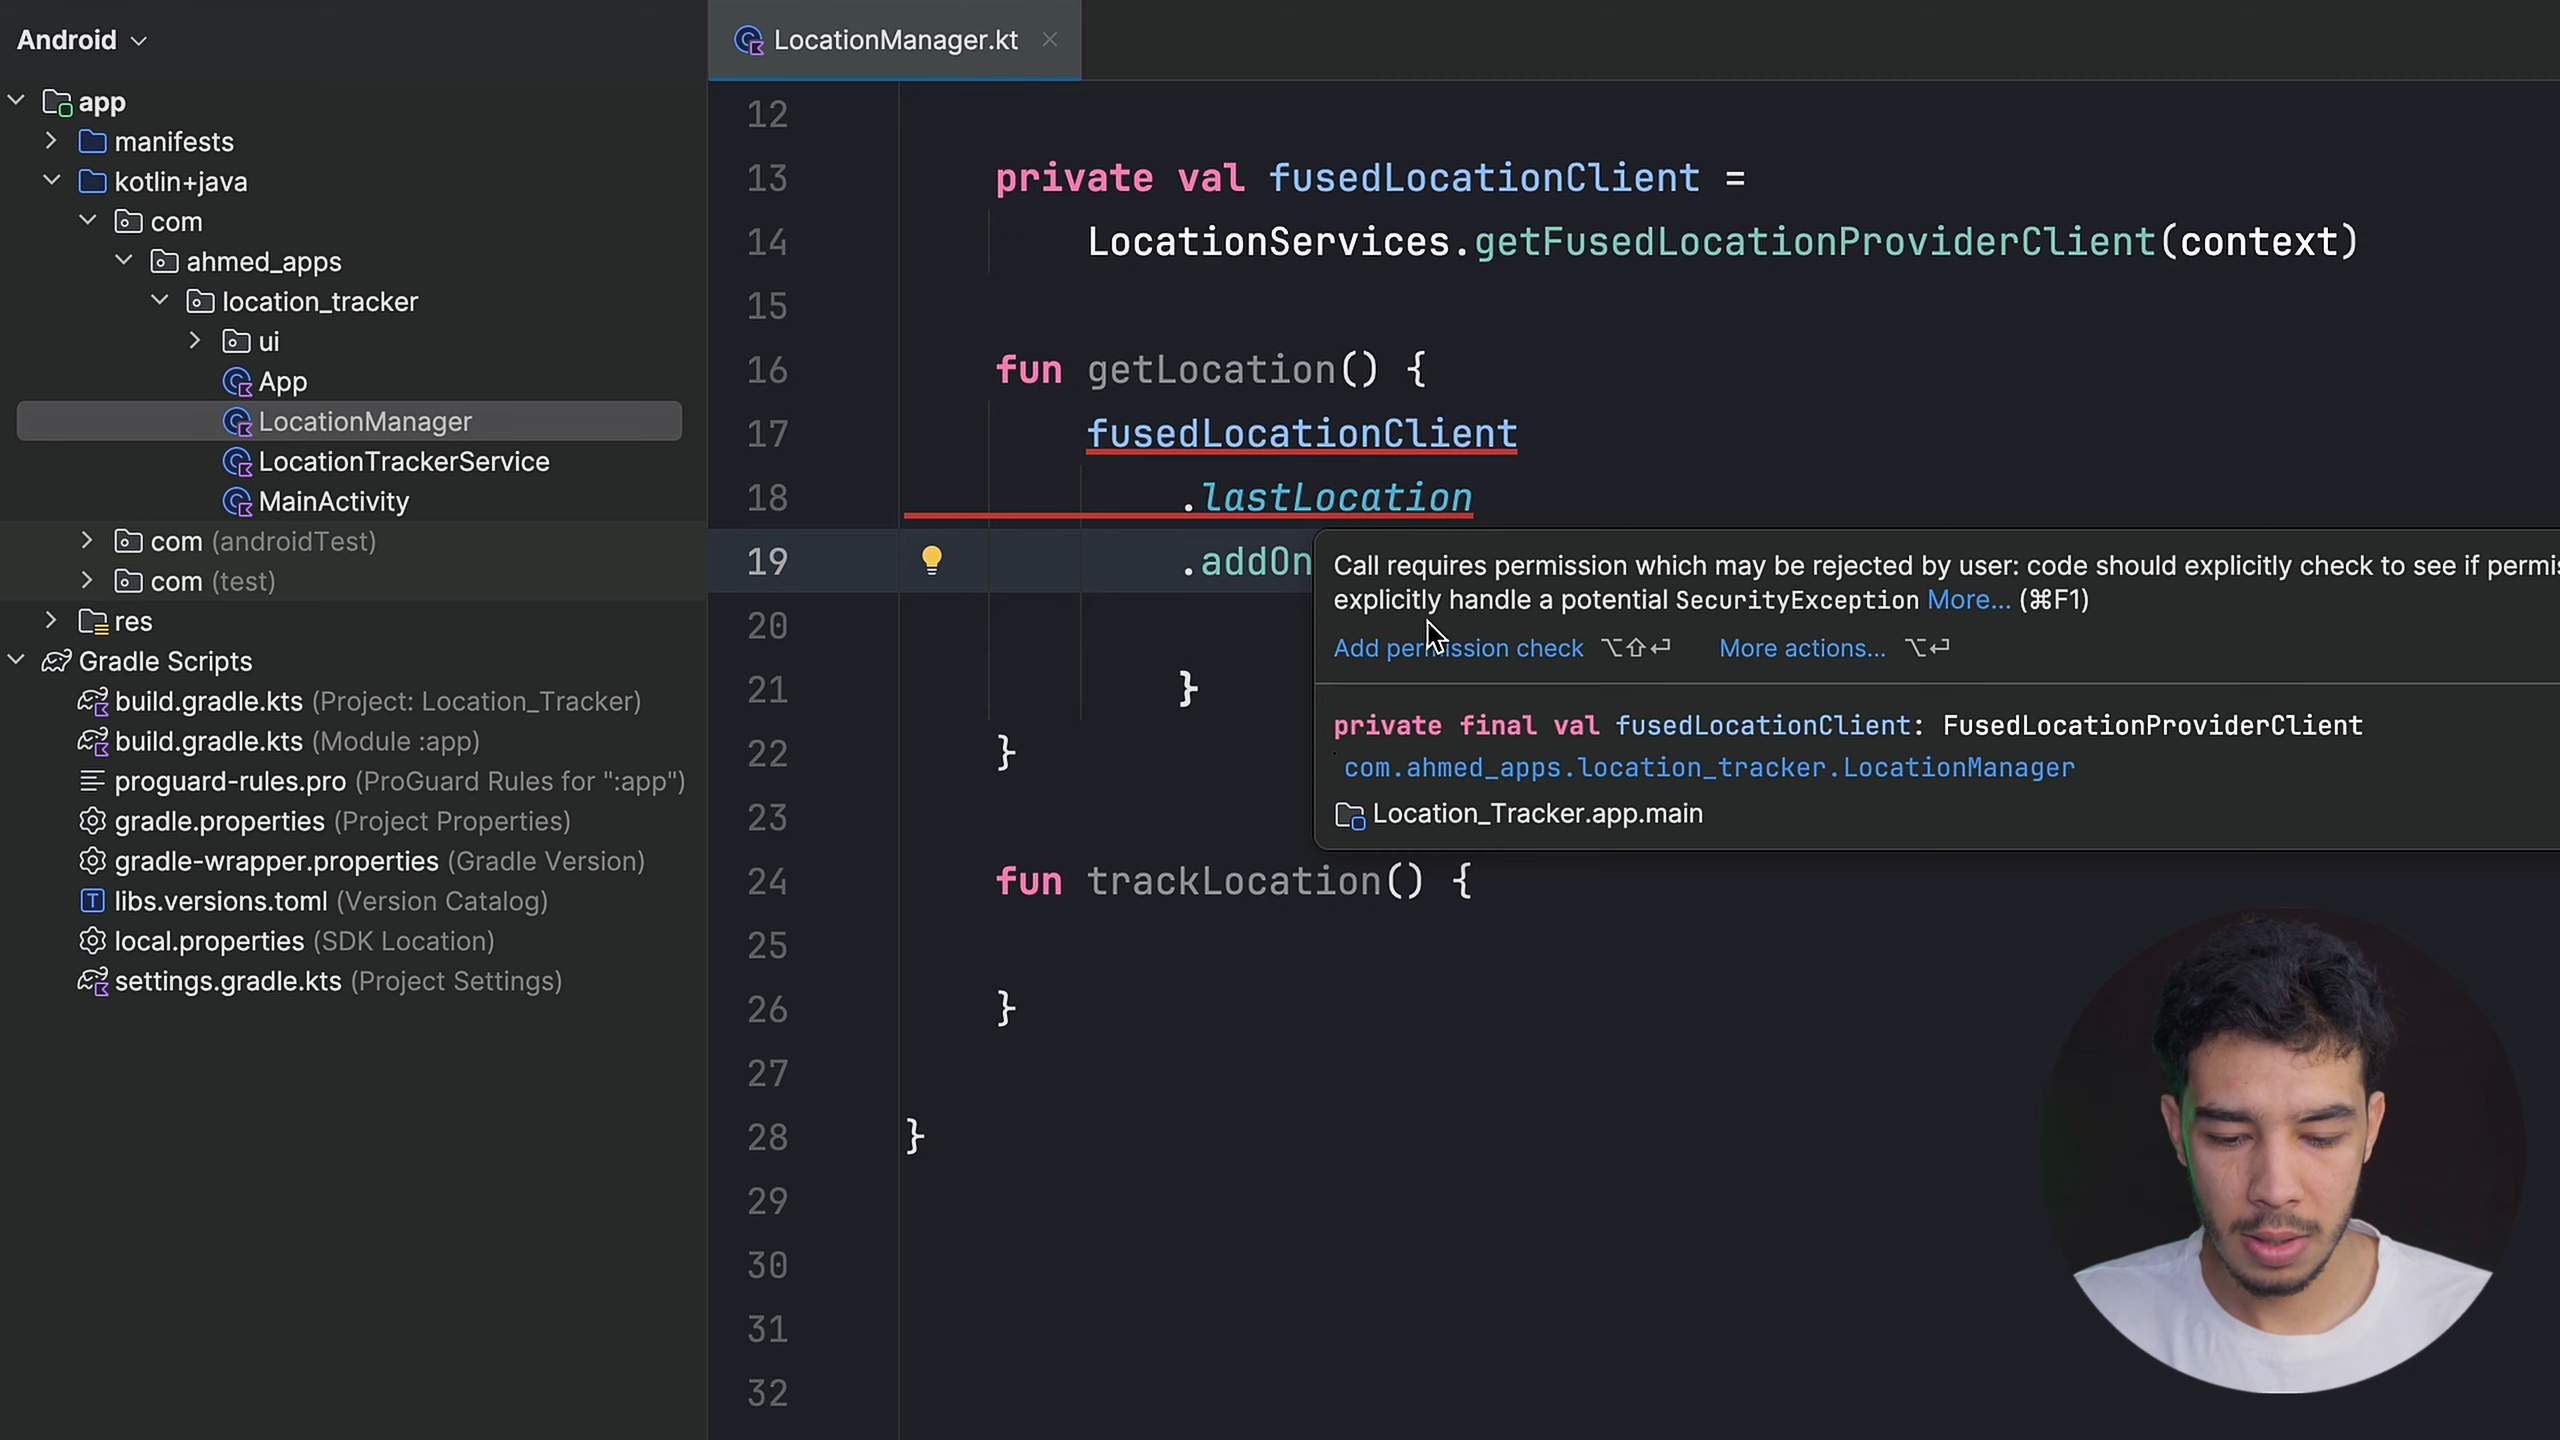 Android
app
manifests
kotlin+java
com
ahmed_apps
location_tracker
ui
App
LocationManager
LocationTrackerService
MainActivity
com (androidTest)
com (test)
res
Gradle Scripts
build.gradle.kts (Project: Location_Tracker)
build.gradle.kts (Module :app)
proguard-rules.pro (ProGuard Rules for ":app")
gradle.properties (Project Properties)
gradle-wrapper.properties (Gradle Version)
libs.versions.toml (Version Catalog)
local.properties (SDK Location)
settings.gradle.kts (Project Settings)
LocationManager.kt
12
13 private val fusedLocationClient =
14 LocationServices.getFusedLocationProviderClient(context)
15
16 fun getLocation() {
17 fusedLocationClient
18 .lastLocation
19 .addOn
20
21 }
22 }
23
24 fun trackLocation() {
25
26 }
27
28 }
29
30
31
32
Call requires permission which may be rejected by user: code should explicitly check to see if permis
explicitly handle a potential SecurityException More... (⌘F1)
Add permission check ⌥⇧⏎ More actions... ⌥⏎
private final val fusedLocationClient: FusedLocationProviderClient
com.ahmed_apps.location_tracker.LocationManager
Location_Tracker.app.main